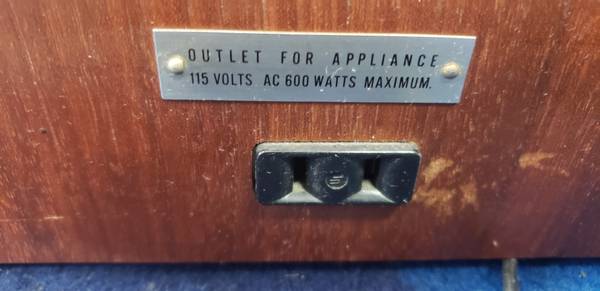 OUTLET FOR APPLIANCE
115 VOLTS AC 600 WATTS MAXIMUM.